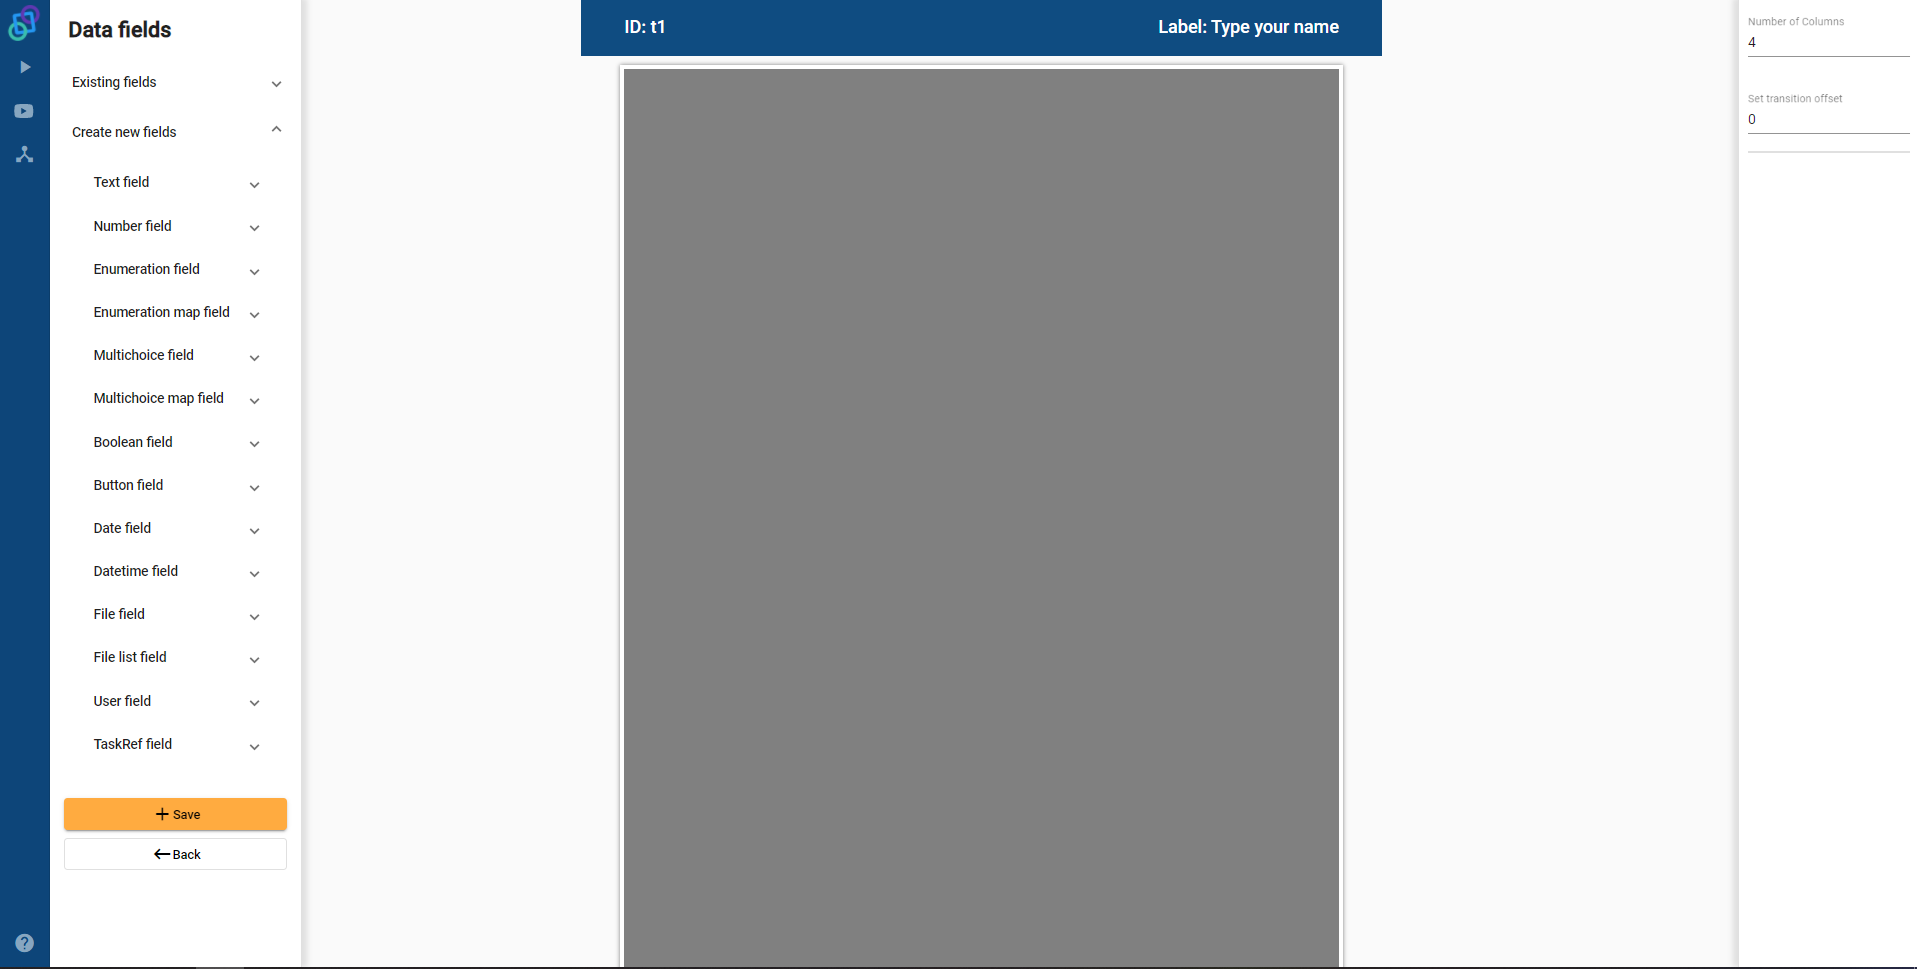 Data fields
Existing fields
Create new fields
Text field
Number field
Enumeration field
Enumeration map field
Multichoice field
Multichoice map field
Boolean field
Button field
Date field
Datetime field
File field
File list field
User field
TaskRef field
Save
Back
ID: t1
Label: Type your name
Number of Columns
4
Set transition offset
0